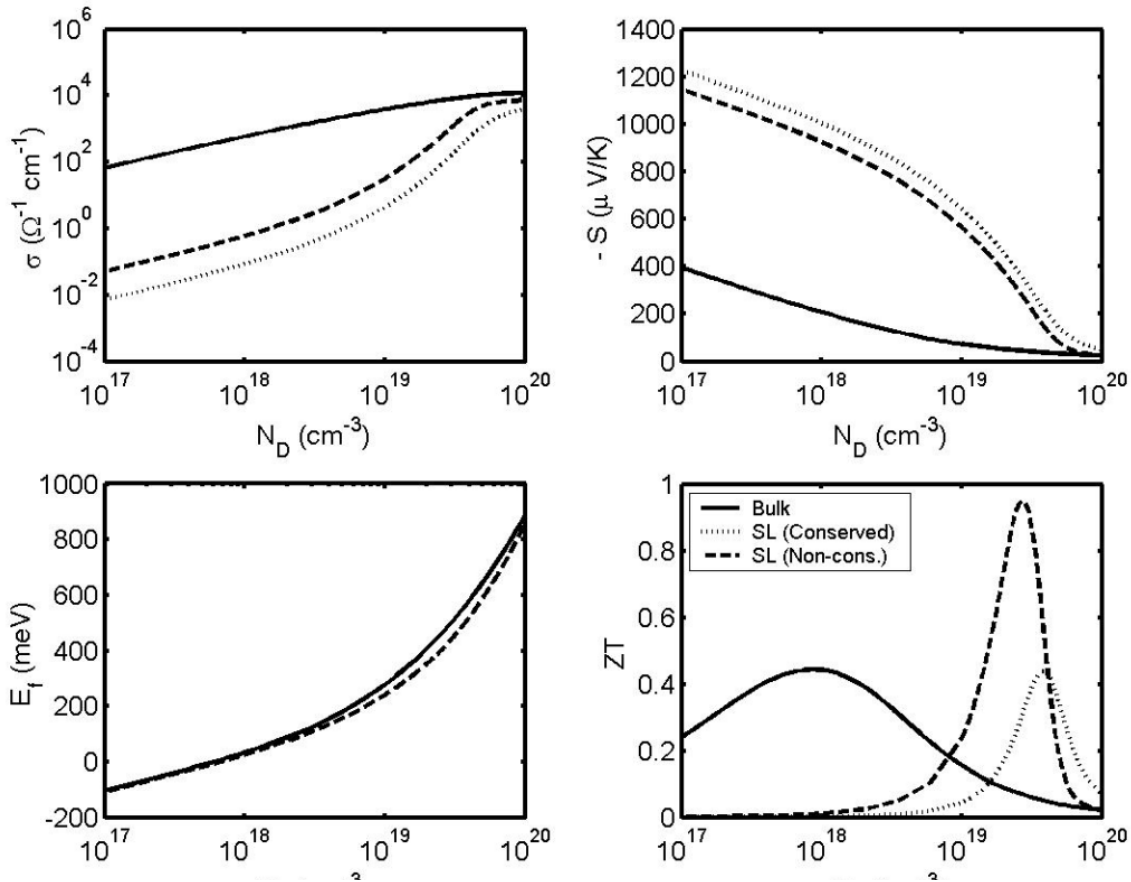 10^6
10^4
10^2
10^0
10^-2
10^-4
σ (Ω^-1 cm^-1)
10^17 10^18 10^19 10^20
N_D (cm^-3)
1400
1200
1000
800
600
400
200
0
- S (μ V/K)
10^17 10^18 10^19 10^20
N_D (cm^-3)
1000
800
600
400
200
0
-200
E_f (meV)
10^17 10^18 10^19 10^20
1
0.8
0.6
0.4
0.2
0
ZT
Bulk
SL (Conserved)
SL (Non-cons.)
10^17 10^18 10^19 10^20